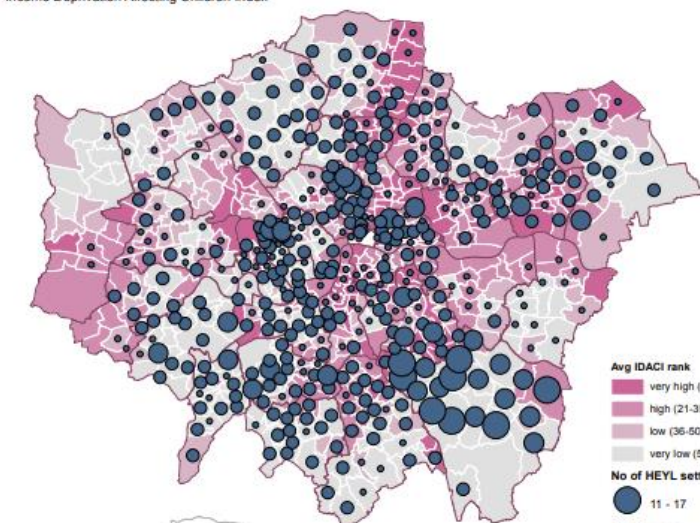 Income Deprivation Affecting Children Index
Avg IDACI rank
very high (
high (21-3
low (36-50
very low (5
No of HEYL sett
11 - 17